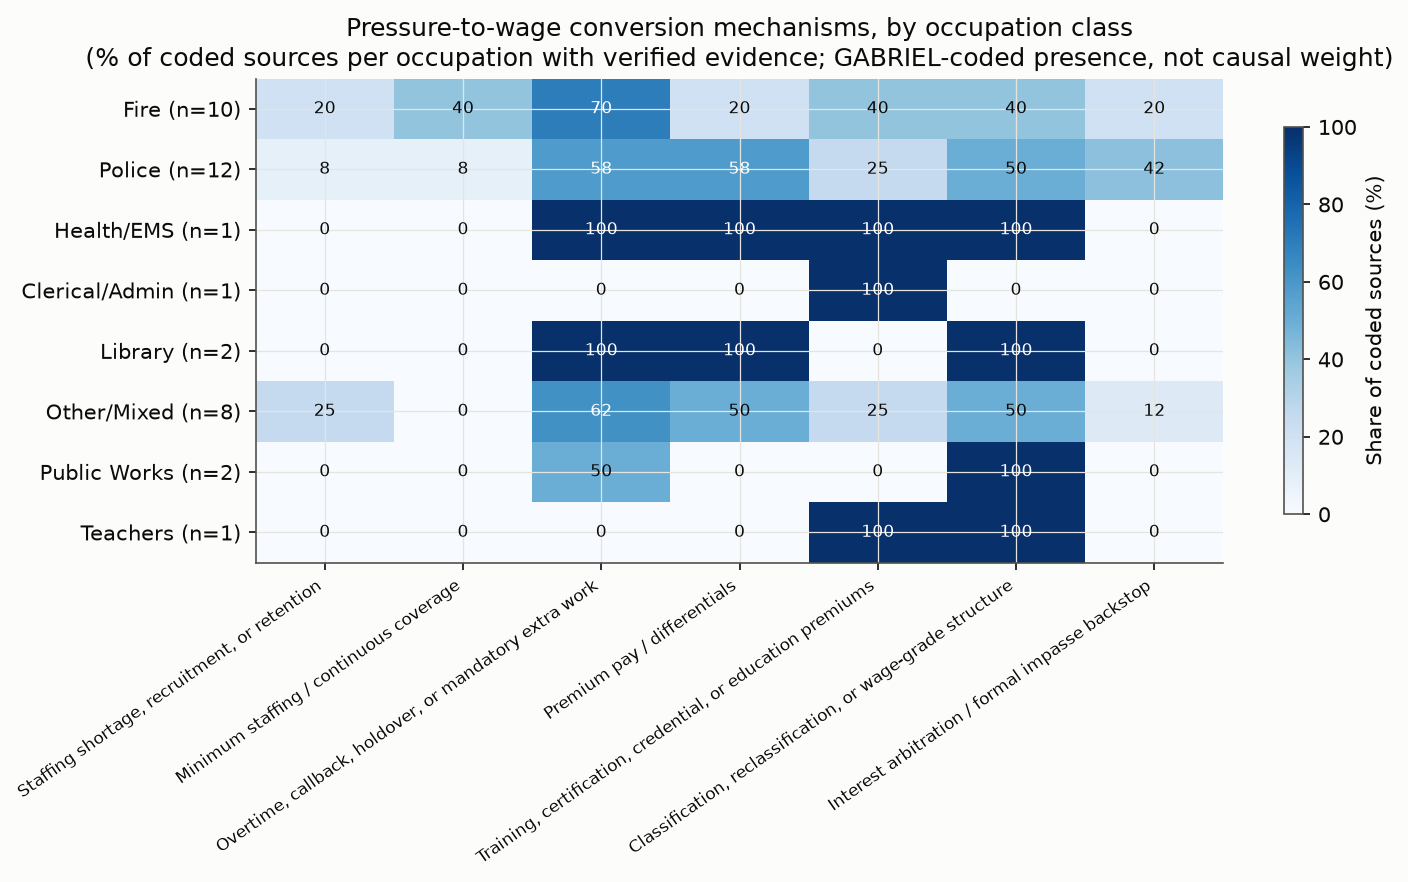 Pressure-to-wage conversion mechanisms, by occupation class
(% of coded sources per occupation with verified evidence; GABRIEL-coded presence, not causal weight)
Fire (n=10) 20 40 70 20 40 40 20
Police (n=12) 8 8 58 58 25 50 42
Health/EMS (n=1) 0 0 100 100 100 100 0
Clerical/Admin (n=1) 0 0 0 0 100 0 0
Library (n=2) 0 0 100 100 0 100 0
Other/Mixed (n=8) 25 0 62 50 25 50 12
Public Works (n=2) 0 0 50 0 0 100 0
Teachers (n=1) 0 0 0 0 100 100 0
Staffing shortage, recruitment, or retention
Minimum staffing / continuous coverage
Overtime, callback, holdover, or mandatory extra work
Premium pay / differentials
Training, certification, credential, or education premiums
Classification, reclassification, or wage-grade structure
Interest arbitration / formal impasse backstop
100
80
60
40
20
0
Share of coded sources (%)